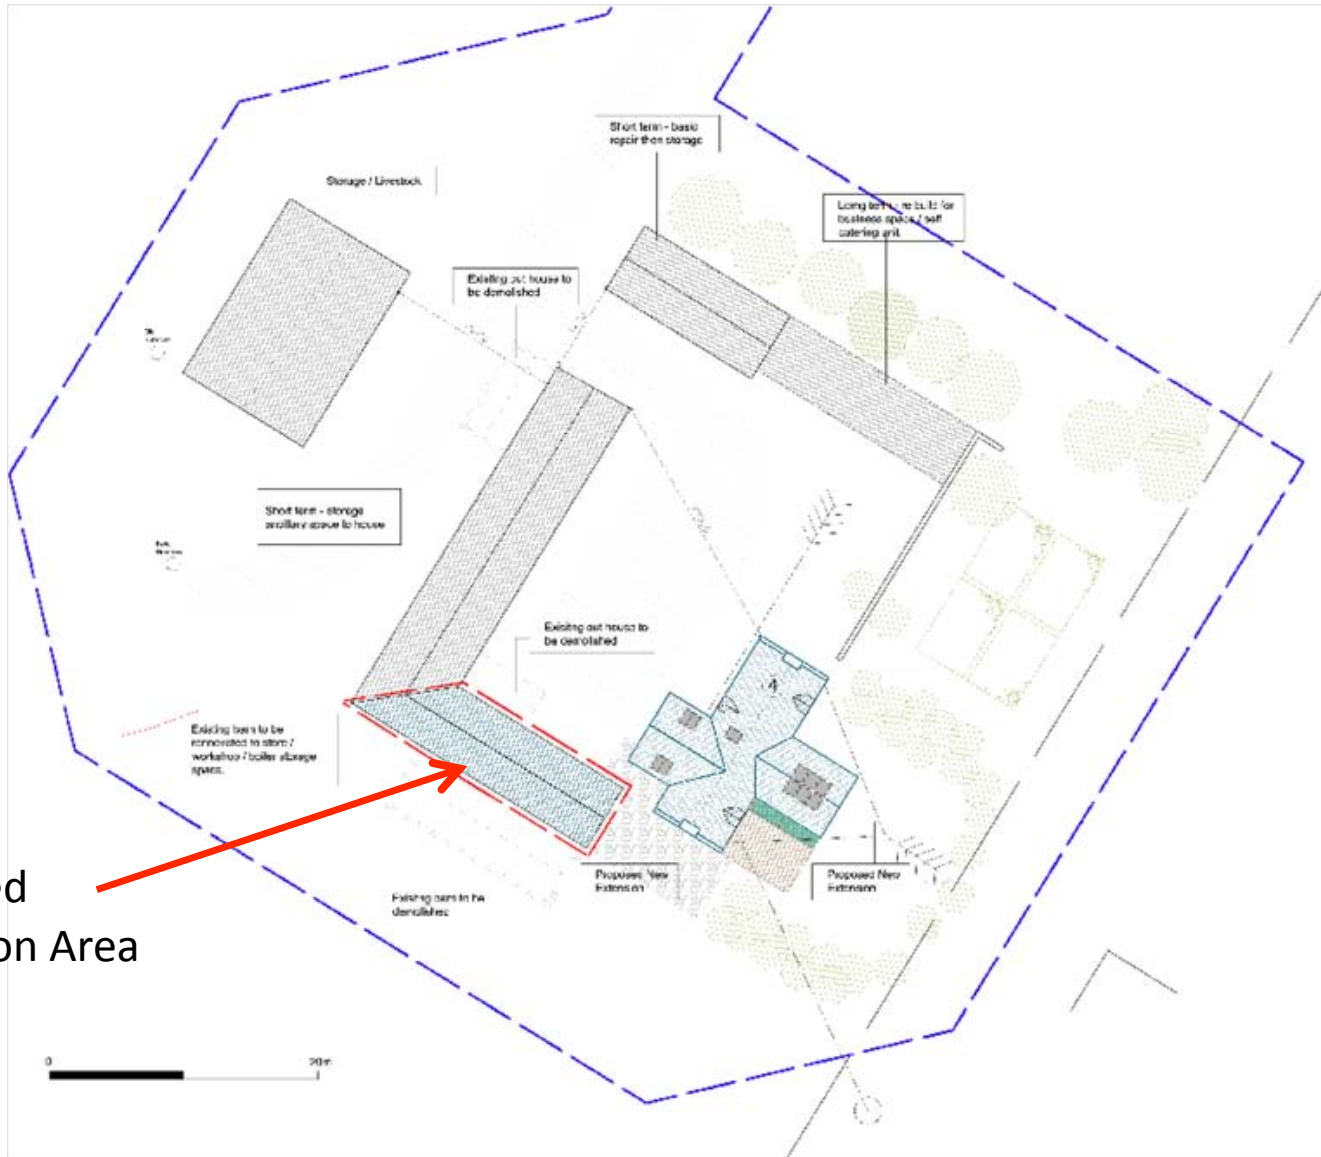 Short term - basic
repair then storage
Storage / Livestock
Long term - re build for
business space / self
catering unit
Existing out house to
be demolished
Short term - storage
ancillary space to house
Exisitng out house to
be demolished
Existing barn to be
rennovated to store /
workshop / boiler storage
space.
ed
on Area
Proposed New
Extension
Proposed New
Extension
Existing barn to be
demolished
0
20m